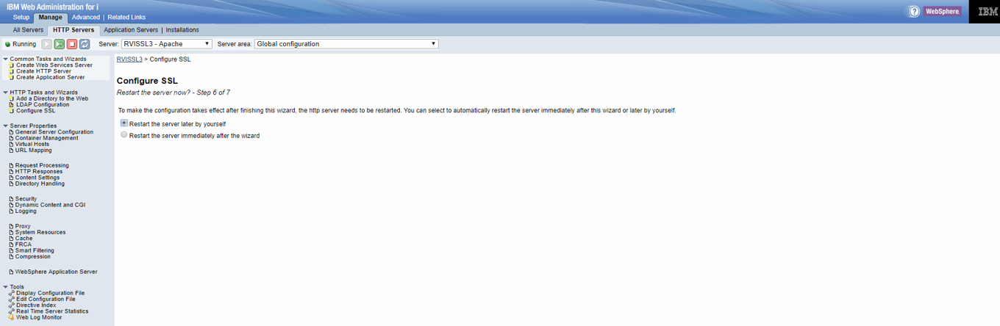 IBM Web Administration for i
Setup Manage Advanced | Related Links
? WebSphere. IBM
All Servers HTTP Servers Application Servers | Installations
Running Server: RVISSL3 - Apache Server area: Global configuration
Common Tasks and Wizards
Create Web Services Server
Create HTTP Server
Create Application Server
HTTP Tasks and Wizards
Add a Directory to the Web
LDAP Configuration
Configure SSL
Server Properties
General Server Configuration
Container Management
Virtual Hosts
URL Mapping
Request Processing
HTTP Responses
Content Settings
Directory Handling
Security
Dynamic Content and CGI
Logging
Proxy
System Resources
Cache
FRCA
Smart Filtering
Compression
WebSphere Application Server
Tools
Display Configuration File
Edit Configuration File
Directive Index
Real Time Server Statistics
Web Log Monitor
RVISSL3 > Configure SSL
Configure SSL
Restart the server now? - Step 6 of 7
To make the configuration takes effect after finishing this wizard, the http server needs to be restarted. You can select to automatically restart the server immediately after this wizard or later by yourself.
Restart the server later by yourself
Restart the server immediately after the wizard